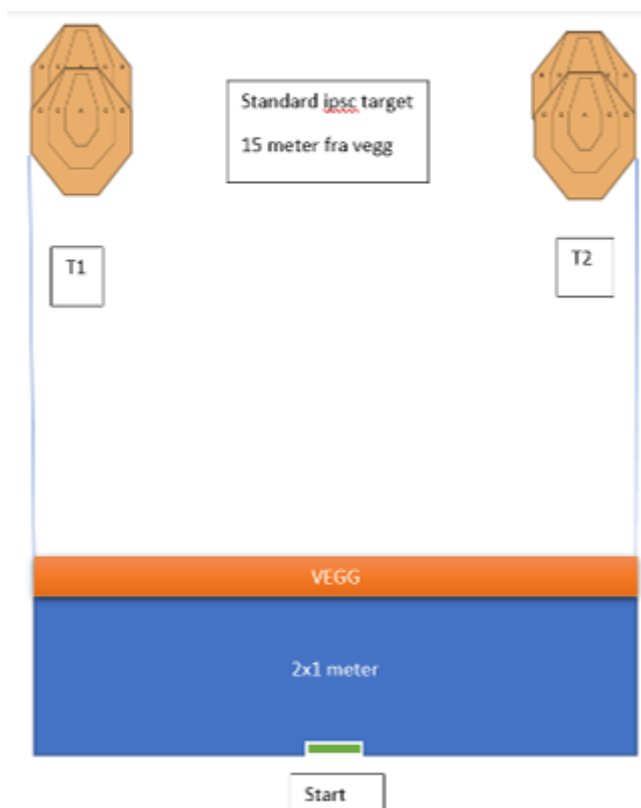 Standard ipsc target
15 meter fra vegg
T1
T2
VEGG
2x1 meter
Start